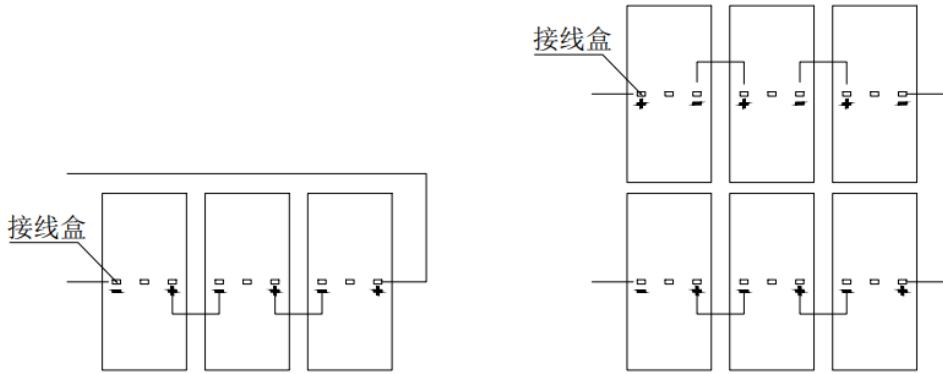 接线盒
+ - + - + -
接线盒
- + - + - +
- + - + - +